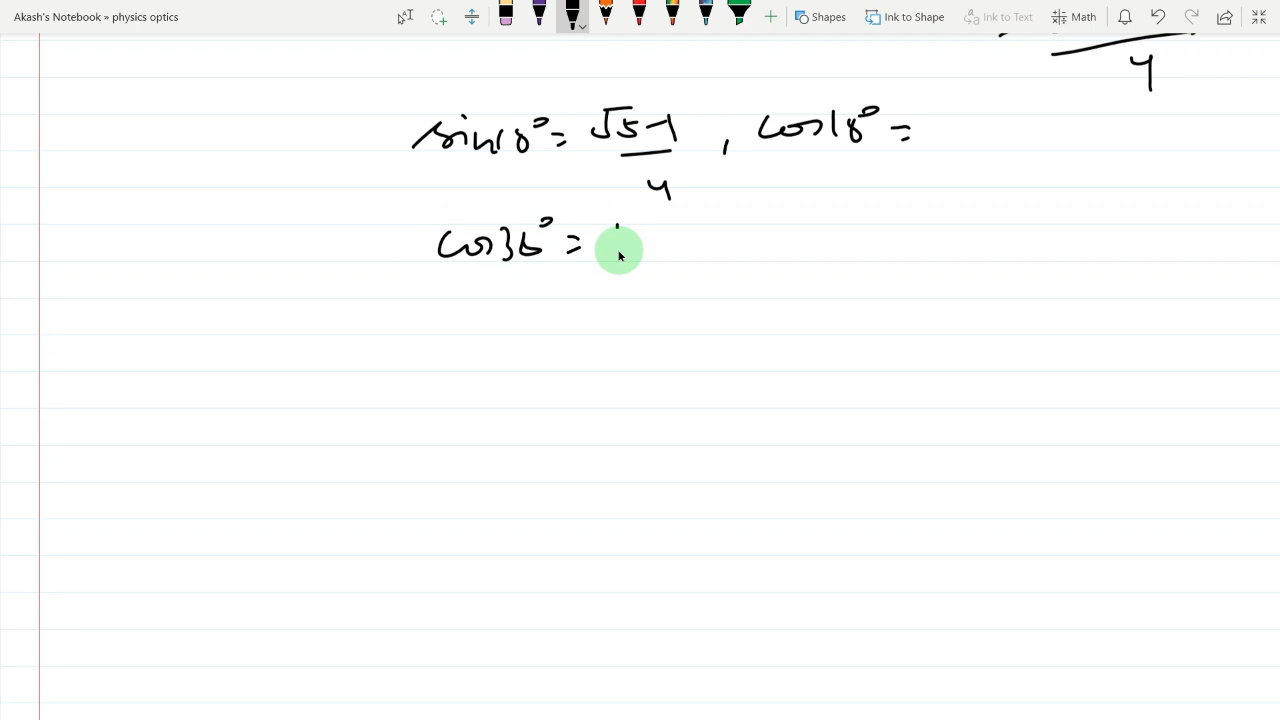 Akash's Notebook » physics optics Shapes Ink to Shape Ink to Text Math
4
sin18° = √5-1/4 , cos18° =
cos36° =